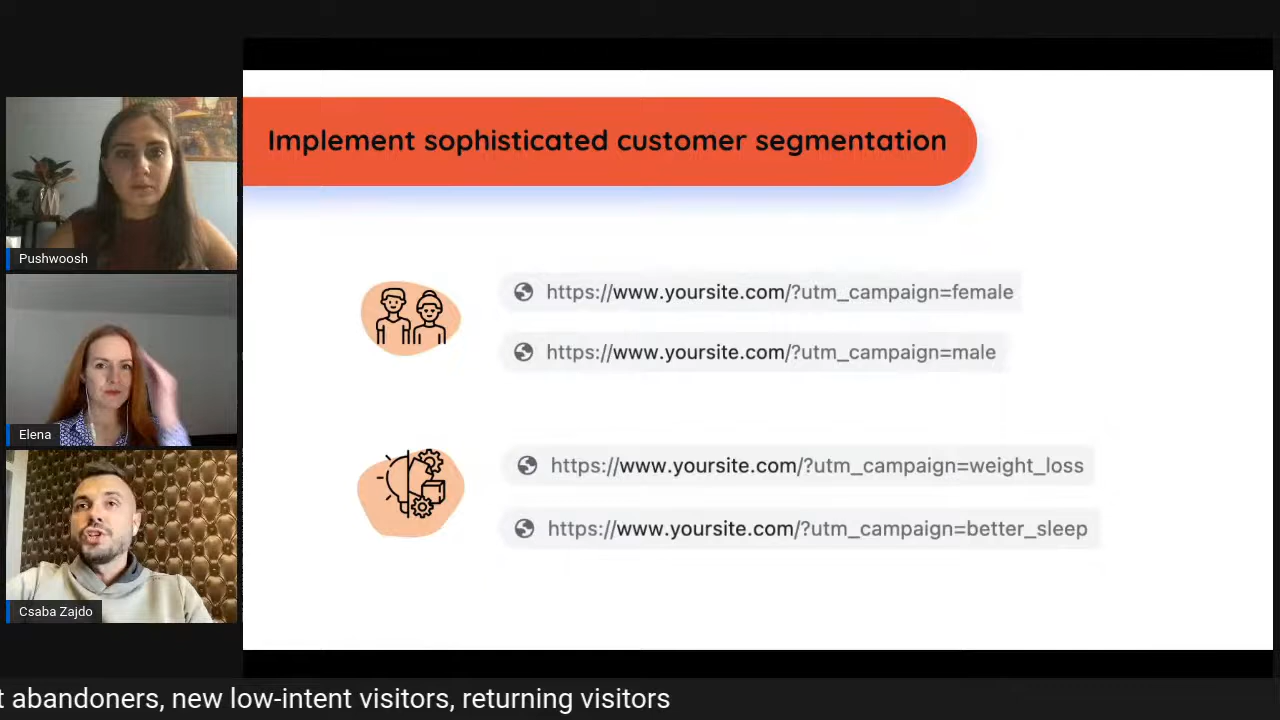 Implement sophisticated customer segmentation
Pushwoosh
https://www.yoursite.com/?utm_campaign=female
https://www.yoursite.com/?utm_campaign=male
Elena
https://www.yoursite.com/?utm_campaign=weight_loss
https://www.yoursite.com/?utm_campaign=better_sleep
Csaba Zajdo
t abandoners, new low-intent visitors, returning visitors